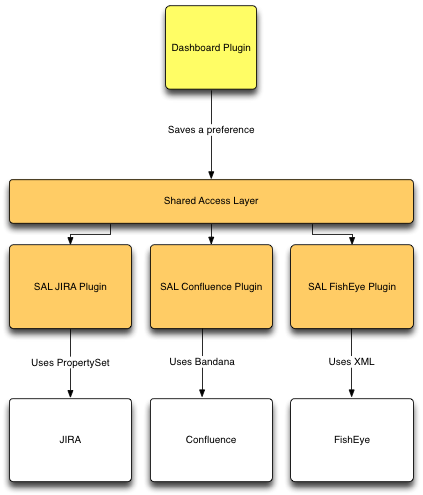 Dashboard Plugin
Saves a preference
Shared Access Layer
SAL JIRA Plugin
SAL Confluence Plugin
SAL FishEye Plugin
Uses PropertySet
Uses Bandana
Uses XML
JIRA
Confluence
FishEye